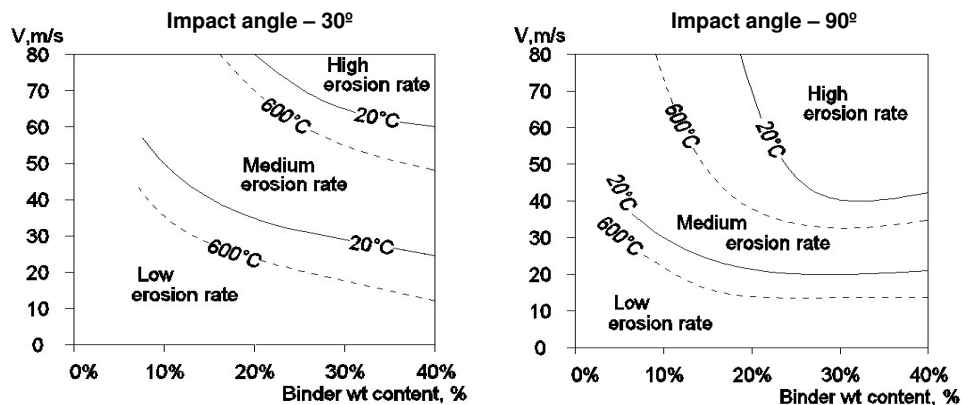 Impact angle – 30º
V,m/s
80
70
60
50
40
30
20
10
0
High
erosion rate
600°C
20°C
Medium
erosion rate
600°C
20°C
Low
erosion rate
0%
10%
20%
30%
40%
Binder wt content, %
Impact angle – 90º
V,m/s
80
70
60
50
40
30
20
10
0
High
erosion rate
600°C
20°C
20°C
600°C
Medium
erosion rate
Low
erosion rate
0%
10%
20%
30%
40%
Binder wt content, %